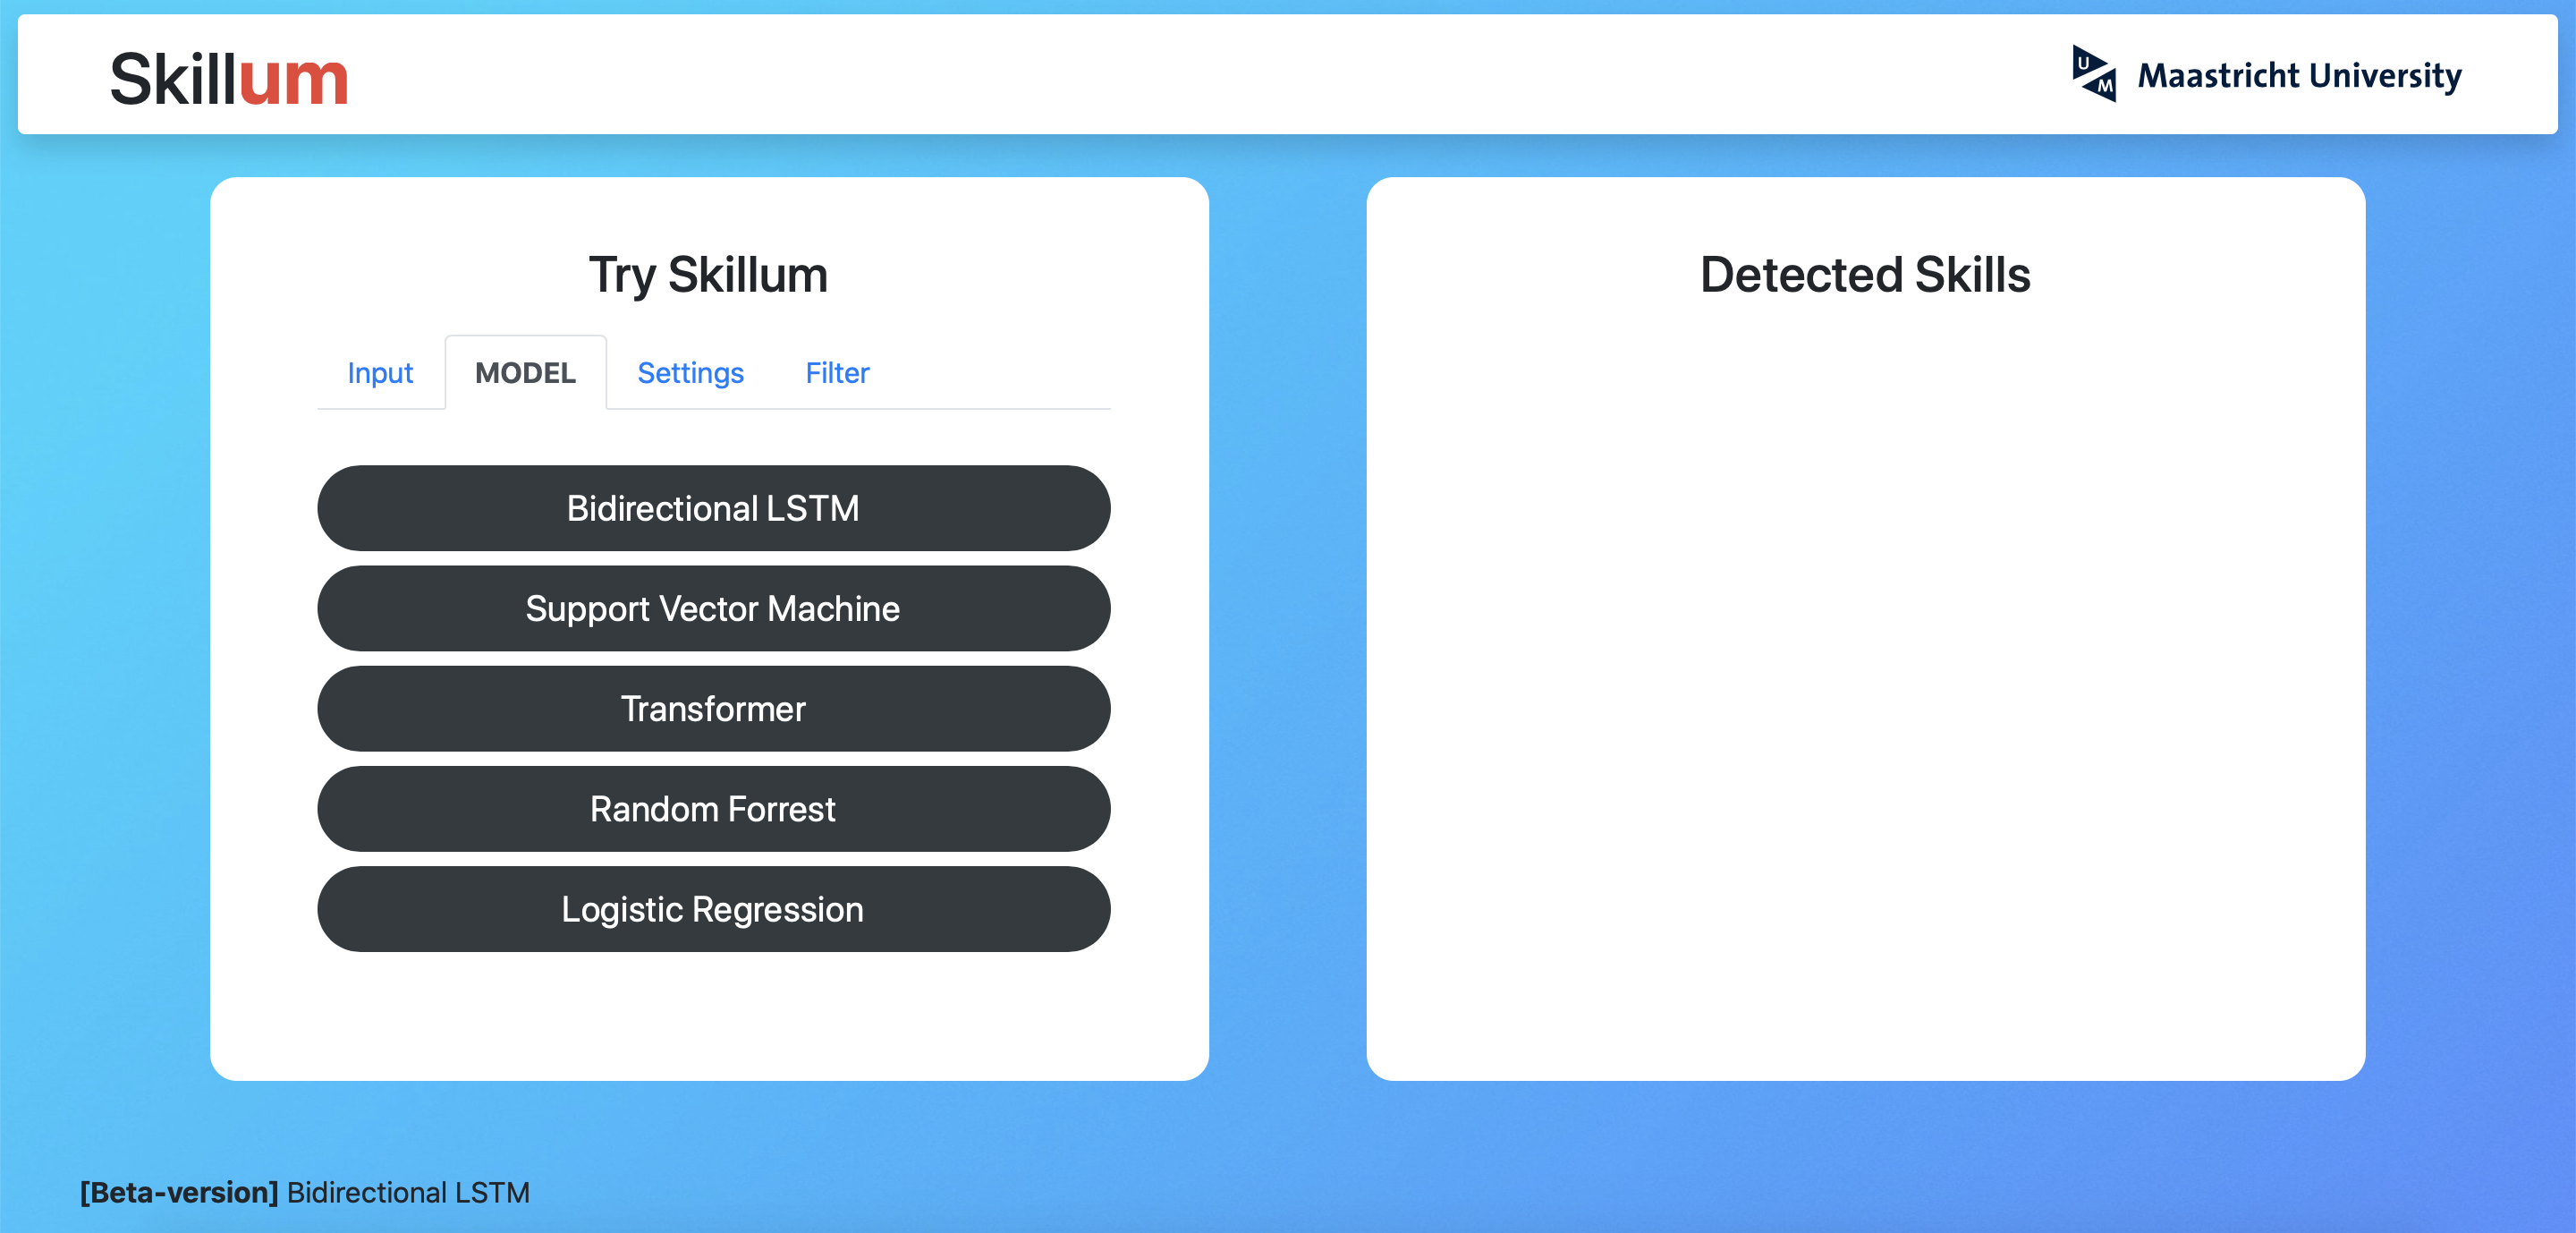 Skillum
U
M
Maastricht University
Try Skillum
Input MODEL Settings Filter
Bidirectional LSTM
Support Vector Machine
Transformer
Random Forrest
Logistic Regression
Detected Skills
[Beta-version] Bidirectional LSTM